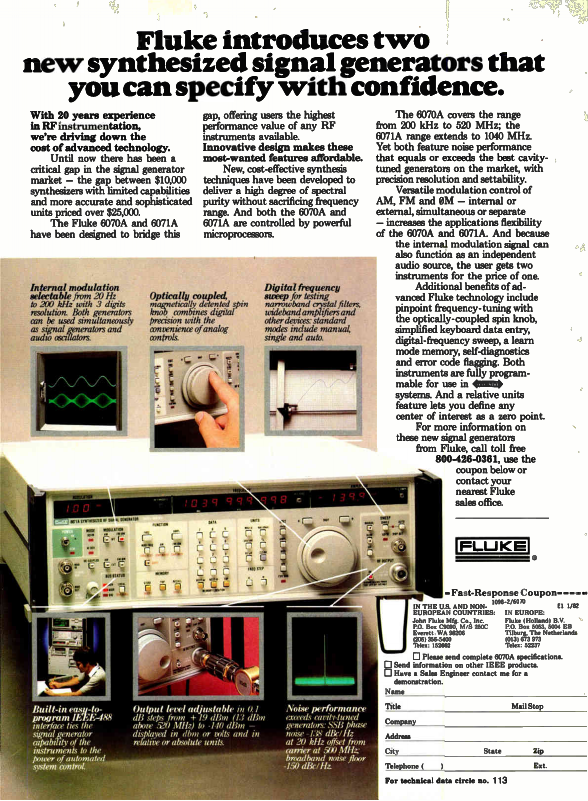 Fluke introduces two
new synthesized signal generators that
you can specify with confidence.
With 20 years experience
in RF instrumentation,
we're driving down the
cost of advanced technology.
Until now there has been a
critical gap in the signal generator
market – the gap between $10,000
synthesizers with limited capabilities
and more accurate and sophisticated
units priced over $25,000.
The Fluke 6070A and 6071A
have been designed to bridge this
gap, offering users the highest
performance value of any RF
instruments available.
Innovative design makes these
most-wanted features affordable.
New, cost-effective synthesis
techniques have been developed to
deliver a high degree of spectral
purity without sacrificing frequency
range. And both the 6070A and
6071A are controlled by powerful
microprocessors.
The 6070A covers the range
from 200 kHz to 520 MHz; the
6071A range extends to 1040 MHz.
Yet both feature noise performance
that equals or exceeds the best cavity-
tuned generators on the market, with
precision resolution and settability.
Versatile modulation control of
AM, FM and ØM – internal or
external, simultaneous or separate
– increases the applications flexibility
of the 6070A and 6071A. And because
the internal modulation signal can
also function as an independent
audio source, the user gets two
instruments for the price of one.
Additional benefits of ad-
vanced Fluke technology include
pinpoint frequency-tuning with
the optically-coupled spin knob,
simplified keyboard data entry,
digital-frequency sweep, a learn
mode memory, self-diagnostics
and error code flagging. Both
instruments are fully program-
mable for use in
systems. And a relative units
feature lets you define any
center of interest as a zero point.
For more information on
these new signal generators
from Fluke, call toll free
800-426-0361, use the
coupon below or
contact your
nearest Fluke
sales office.
Internal modulation
selectable from 20 Hz
to 200 kHz with 3 digits
resolution. Both generators
can be used simultaneously
as signal generators and
audio oscillators.
Optically coupled,
magnetically detented spin
knob combines digital
precision with the
convenience of analog
controls.
Digital frequency
sweep for testing
narrowband crystal filters,
wideband amplifiers and
other devices: standard
modes include manual,
single and auto.
FUNCTION
DATA
UNITS
MEMORY
FREQ STEP
Built-in easy-to-
program IEEE-488
interface ties the
signal generator
capability of the
instruments to the
power of automated
system control.
Output level adjustable in 0.1
dB steps from +19 dBm (13 dBm
above 520 MHz) to -140 dBm –
displayed in dbm or volts and in
relative or absolute units.
Noise performance
exceeds cavity-tuned
generators: SSB phase
noise -138 dBc/Hz
at 20 kHz offset from
carrier at 500 MHz;
broadband noise floor
-150 dBc/Hz.
FLUKE
®
Fast-Response Coupon
1098-2/6070
E1 1/82
IN THE U.S. AND NON-
EUROPEAN COUNTRIES:
John Fluke Mfg. Co., Inc.
P.O. Box C9090, M/S 250C
Everett, WA 98206
(206) 356-5400
Telex: 152662
IN EUROPE:
Fluke (Holland) B.V.
P.O. Box 5053, 5004 EB
Tilburg, The Netherlands
(013) 673 973
Telex: 52237
Please send complete 6070A specifications.
Send information on other IEEE products.
Have a Sales Engineer contact me for a
demonstration.
Name
Title Mail Stop
Company
Address
City State Zip
Telephone ( ) Ext.
For technical data circle no. 113